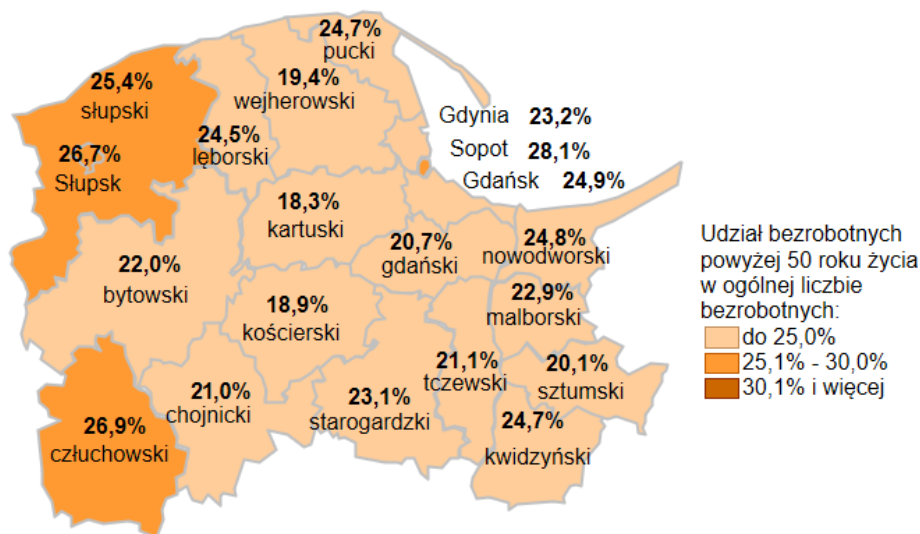 24,7%
pucki
25,4%
słupski
19,4%
wejherowski
Gdynia 23,2%
24,5%
lęborski
Sopot 28,1%
26,7%
Słupsk
Gdańsk 24,9%
18,3%
kartuski
20,7%
gdański
24,8%
nowodworski
22,0%
bytowski
22,9%
malborski
18,9%
kościerski
21,1%
tczewski
20,1%
sztumski
21,0%
chojnicki
23,1%
starogardzki
24,7%
kwidzyński
26,9%
człuchowski
Udział bezrobotnych
powyżej 50 roku życia
w ogólnej liczbie
bezrobotnych:
do 25,0%
25,1% - 30,0%
30,1% i więcej